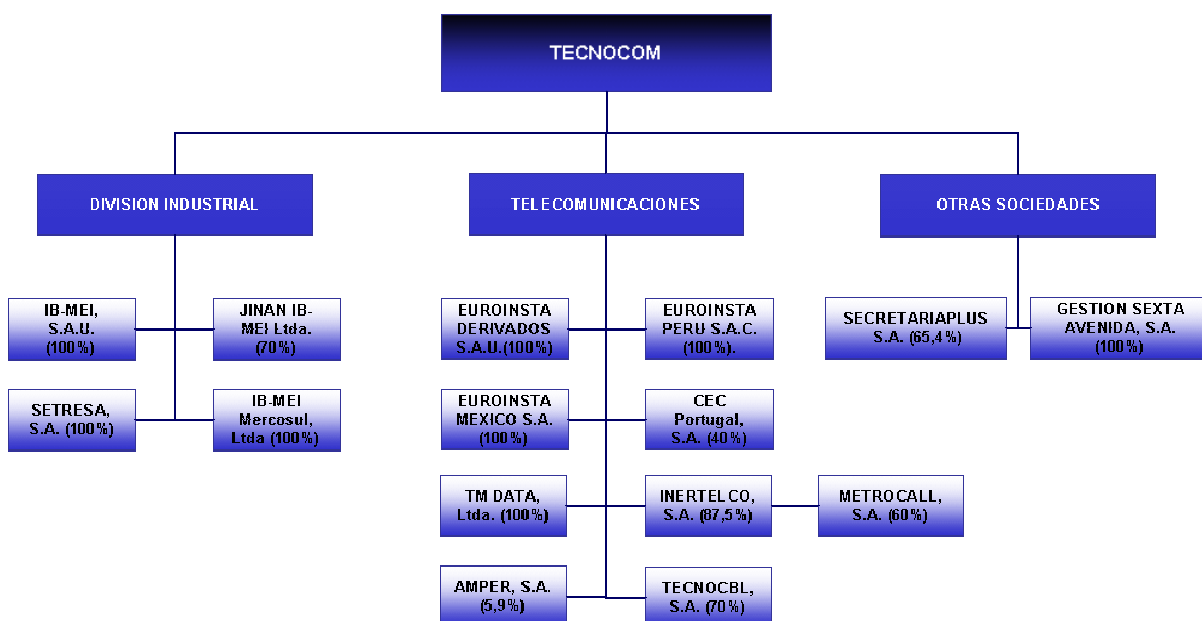 TECNOCOM
DIVISION INDUSTRIAL
TELECOMUNICACIONES
OTRAS SOCIEDADES
IB-MEI,
S.A.U.
(100%)
JINAN IB-
MEI Ltda.
(70%)
EUROINSTA
DERIVADOS
S.A.U.(100%)
EUROINSTA
PERU S.A.C.
(100%).
SECRETARIAPLUS
S.A. (65,4%)
GESTION SEXTA
AVENIDA, S.A.
(100%)
SETRESA,
S.A. (100%)
IB-MEI
Mercosul,
Ltda (100%)
EUROINSTA
MEXICO S.A.
(100%)
CEC
Portugal,
S.A. (40%)
TM DATA,
Ltda. (100%)
INERTELCO,
S.A. (87,5%)
METROCALL,
S.A. (60%)
AMPER, S.A.
(5,9%)
TECNOCBL,
S.A. (70%)